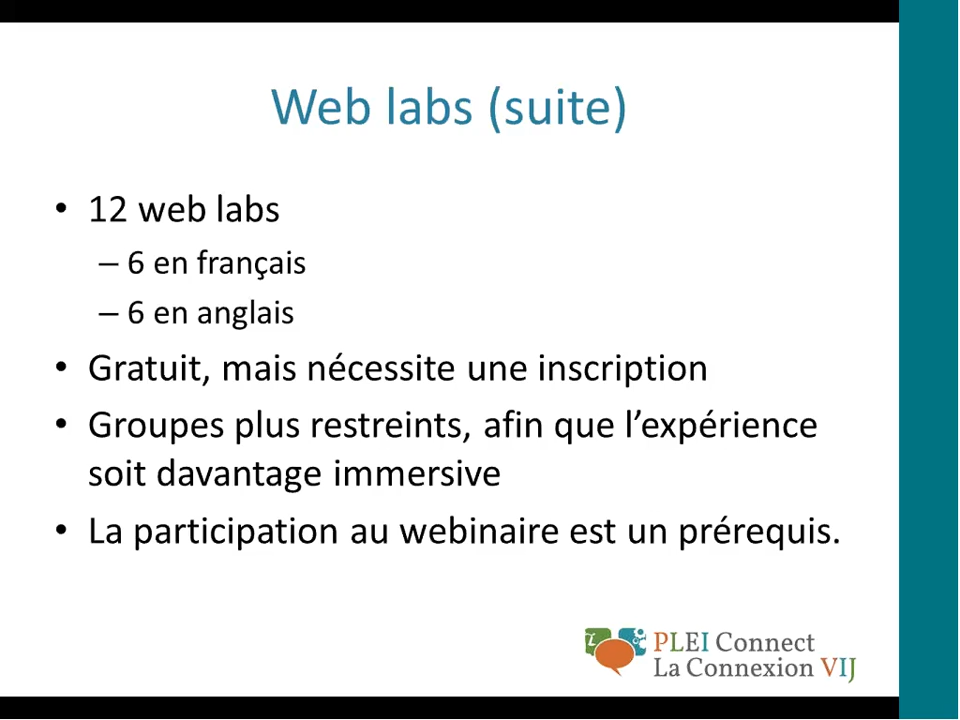 Web labs (suite)
• 12 web labs
– 6 en français
– 6 en anglais
• Gratuit, mais nécessite une inscription
• Groupes plus restreints, afin que l’expérience
soit davantage immersive
• La participation au webinaire est un prérequis.
PLEI Connect
La Connexion VIJ